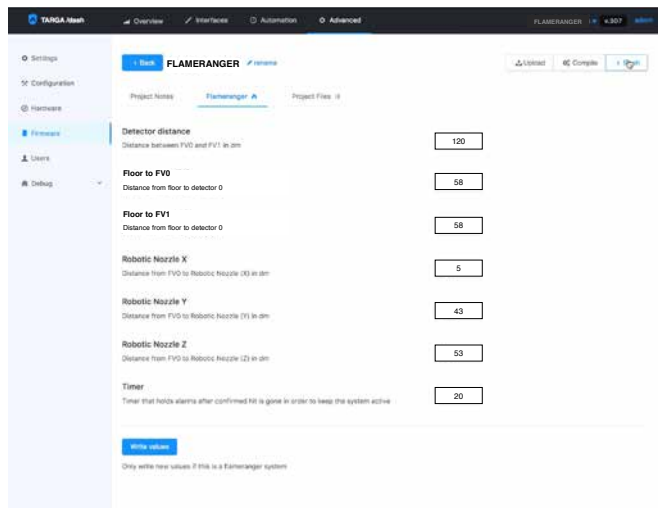 TARGA /dash
Overview
Interfaces
Automation
Advanced
FLAMERANGER
v.307
admin
Settings
Configuration
Hardware
Firmware
Users
Debug
‹ Back
FLAMERANGER
rename
Upload
Compile
Project Notes
Flameranger
Project Files
Detector distance
Distance between FV0 and FV1 in dm
120
Floor to FV0
Distance from floor to detector 0
58
Floor to FV1
Distance from floor to detector 0
58
Robotic Nozzle X
Distance from FV0 to Robotic Nozzle (X) in dm
5
Robotic Nozzle Y
Distance from FV0 to Robotic Nozzle (Y) in dm
43
Robotic Nozzle Z
Distance from FV0 to Robotic Nozzle (Z) in dm
53
Timer
Timer that holds alarms after confirmed hit is gone in order to keep the system active
20
Write values
Only write new values if this is a flameranger system